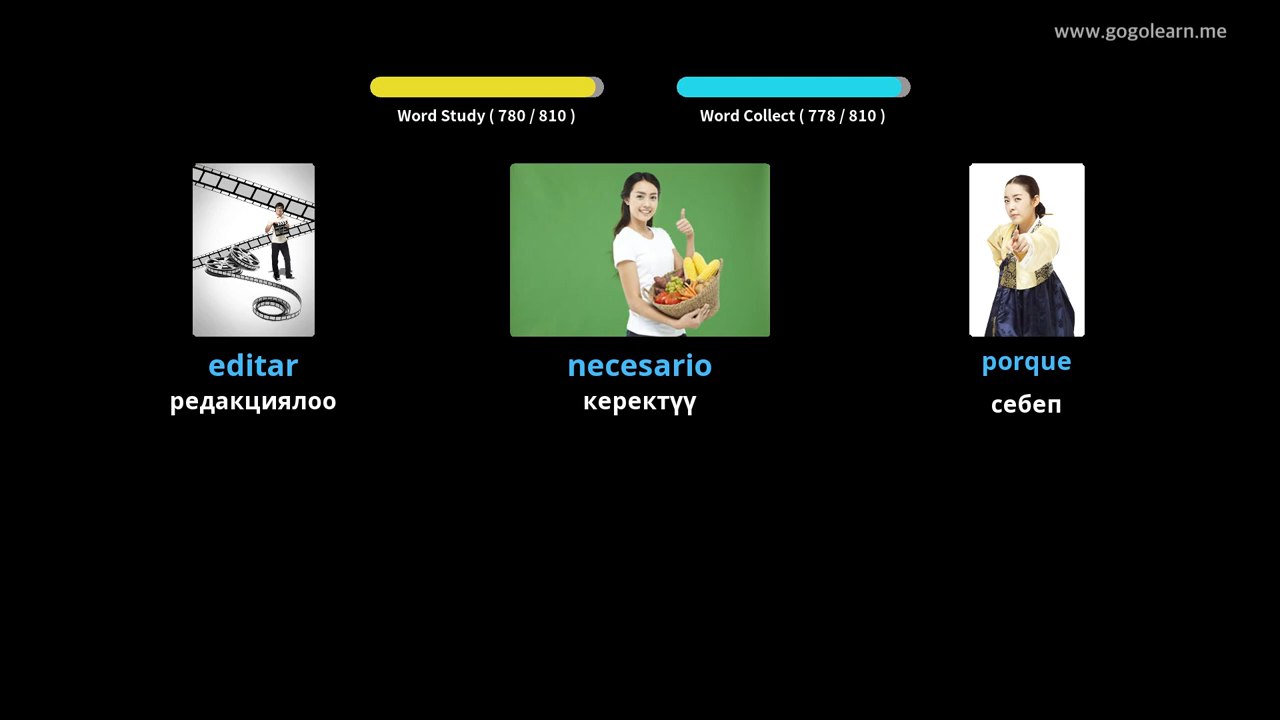 www.gogolearn.me
Word Study ( 780 / 810 )
Word Collect ( 778 / 810 )
editar
редакциялоо
necesario
керектүү
porque
себеп